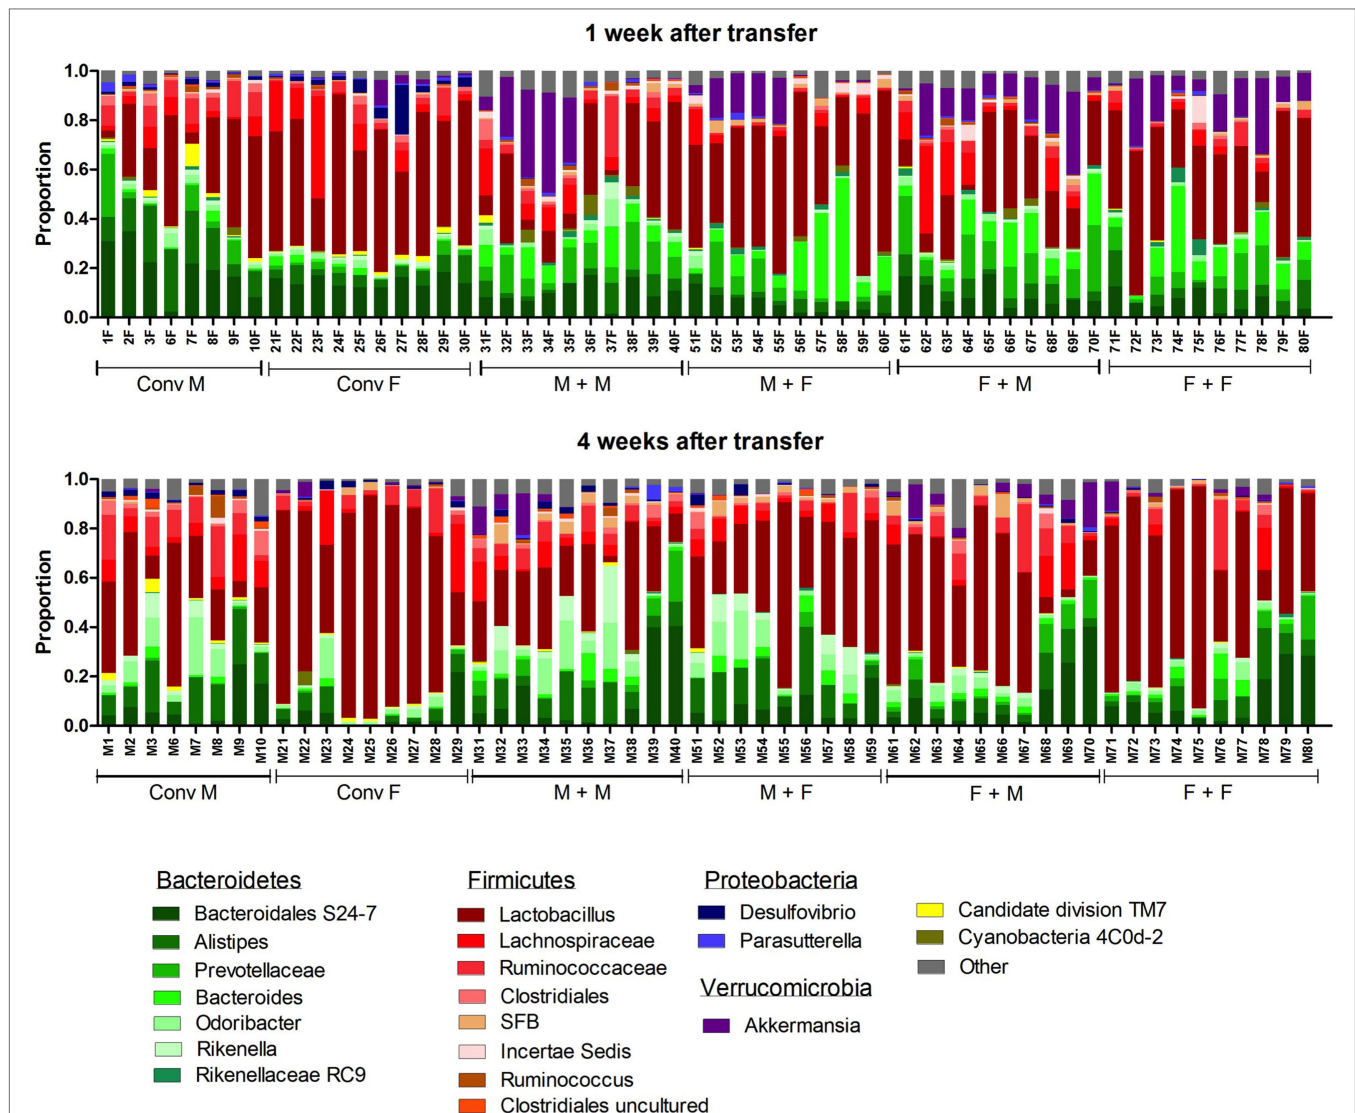 1 week after transfer
1.0
0.8
0.6
0.4
0.2
0.0
Proportion
1F 2F 3F 6F 7F 8F 9F 10F 21F 22F 23F 24F 25F 26F 27F 28F 29F 30F 31F 32F 33F 34F 35F 36F 37F 38F 39F 40F 51F 52F 53F 54F 55F 56F 57F 58F 59F 60F 61F 62F 63F 64F 65F 66F 67F 68F 69F 70F 71F 72F 73F 74F 75F 76F 77F 78F 79F 80F
Conv M Conv F M + M M + F F + M F + F
4 weeks after transfer
1.0
0.8
0.6
0.4
0.2
0.0
Proportion
M1 M2 M3 M6 M7 M8 M9 M10 M21 M22 M23 M24 M25 M26 M27 M28 M29 M31 M32 M33 M34 M35 M36 M37 M38 M39 M40 M51 M52 M53 M54 M55 M56 M57 M58 M59 M61 M62 M63 M64 M65 M66 M67 M68 M69 M70 M71 M72 M73 M74 M75 M76 M77 M78 M79 M80
Conv M Conv F M + M M + F F + M F + F
Bacteroidetes
Bacteroidales S24-7
Alistipes
Prevotellaceae
Bacteroides
Odoribacter
Rikenella
Rikenellaceae RC9
Firmicutes
Lactobacillus
Lachnospiraceae
Ruminococcaceae
Clostridiales
SFB
Incertae Sedis
Ruminococcus
Clostridiales uncultured
Proteobacteria
Desulfovibrio
Parasutterella
Verrucomicrobia
Akkermansia
Candidate division TM7
Cyanobacteria 4C0d-2
Other